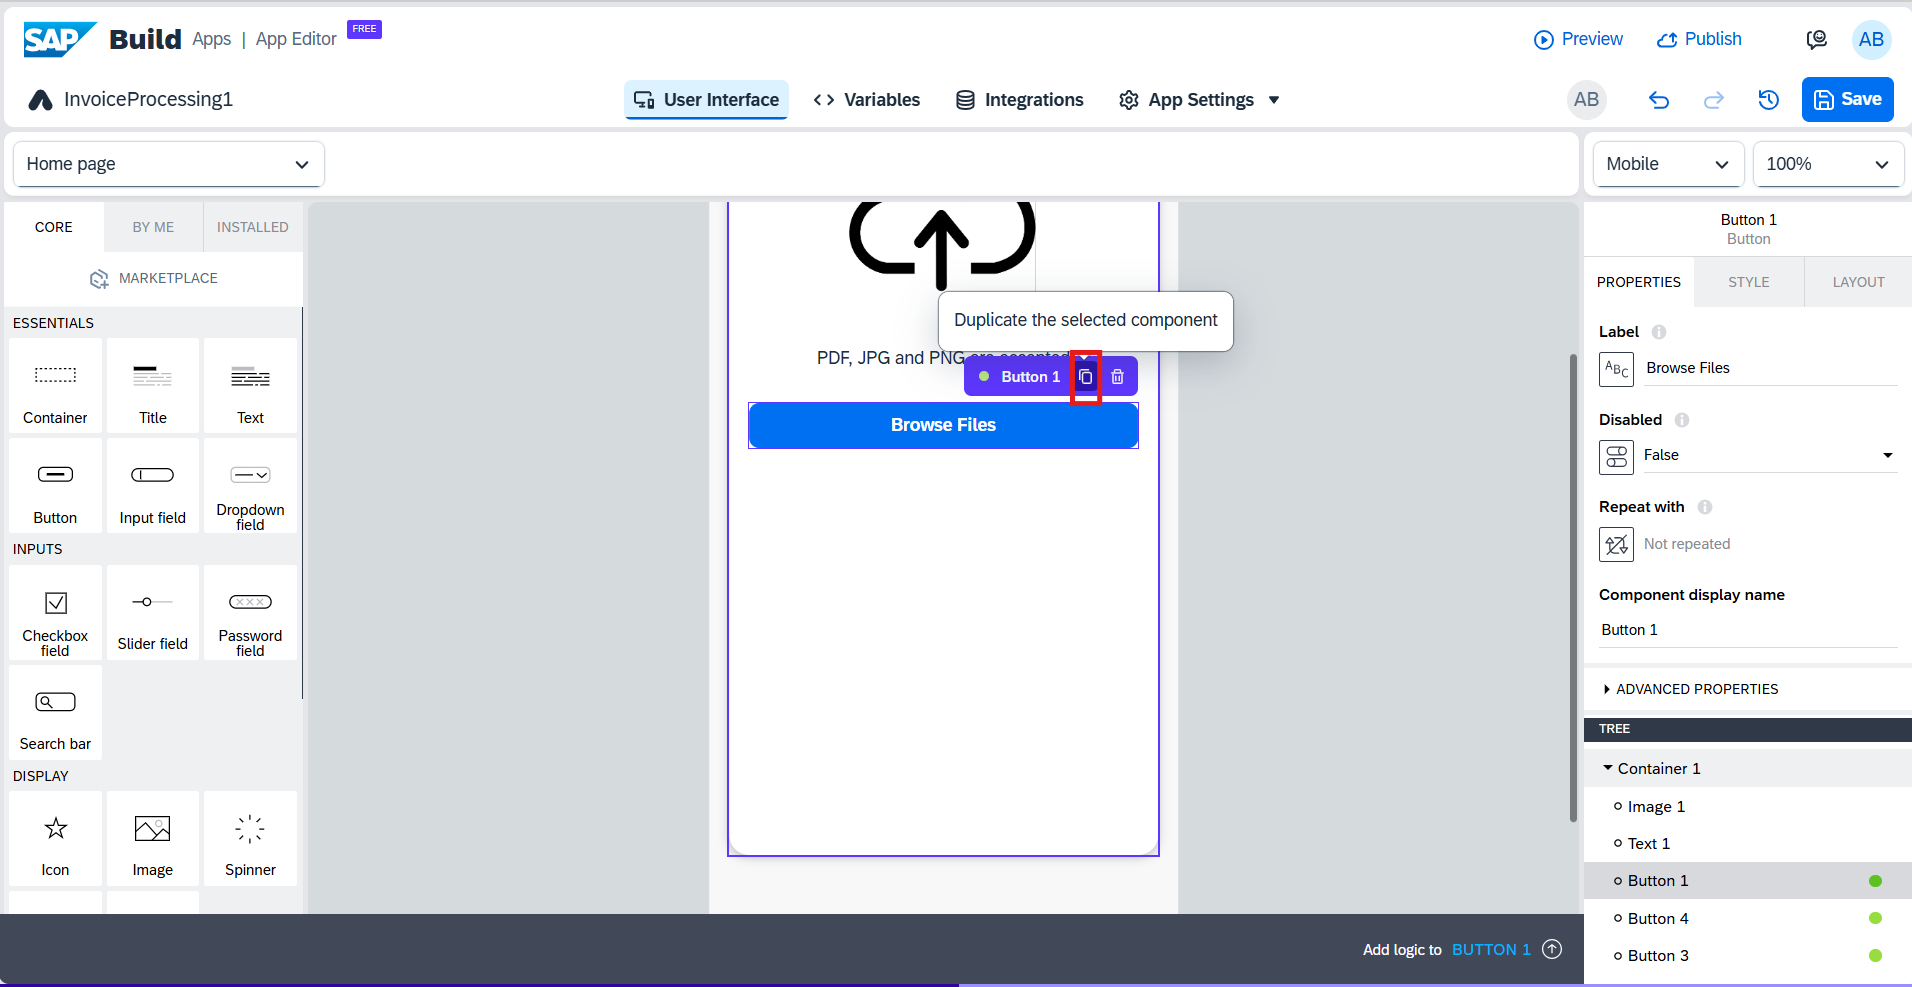 SAP Build Apps | App Editor FREE
Preview
Publish
AB
InvoiceProcessing1
User Interface
Variables
Integrations
App Settings
AB
Save
Home page
Mobile
100%
CORE
BY ME
INSTALLED
MARKETPLACE
ESSENTIALS
Container
Title
Text
Button
Input field
Dropdown
field
INPUTS
Checkbox
field
Slider field
Password
field
Search bar
DISPLAY
Icon
Image
Spinner
Duplicate the selected component
PDF, JPG and PNG are accepted
Button 1
Browse Files
Add logic to BUTTON 1
Button 1
Button
PROPERTIES
STYLE
LAYOUT
Label
ABC
Browse Files
Disabled
False
Repeat with
Not repeated
Component display name
Button 1
ADVANCED PROPERTIES
TREE
Container 1
Image 1
Text 1
Button 1
Button 4
Button 3